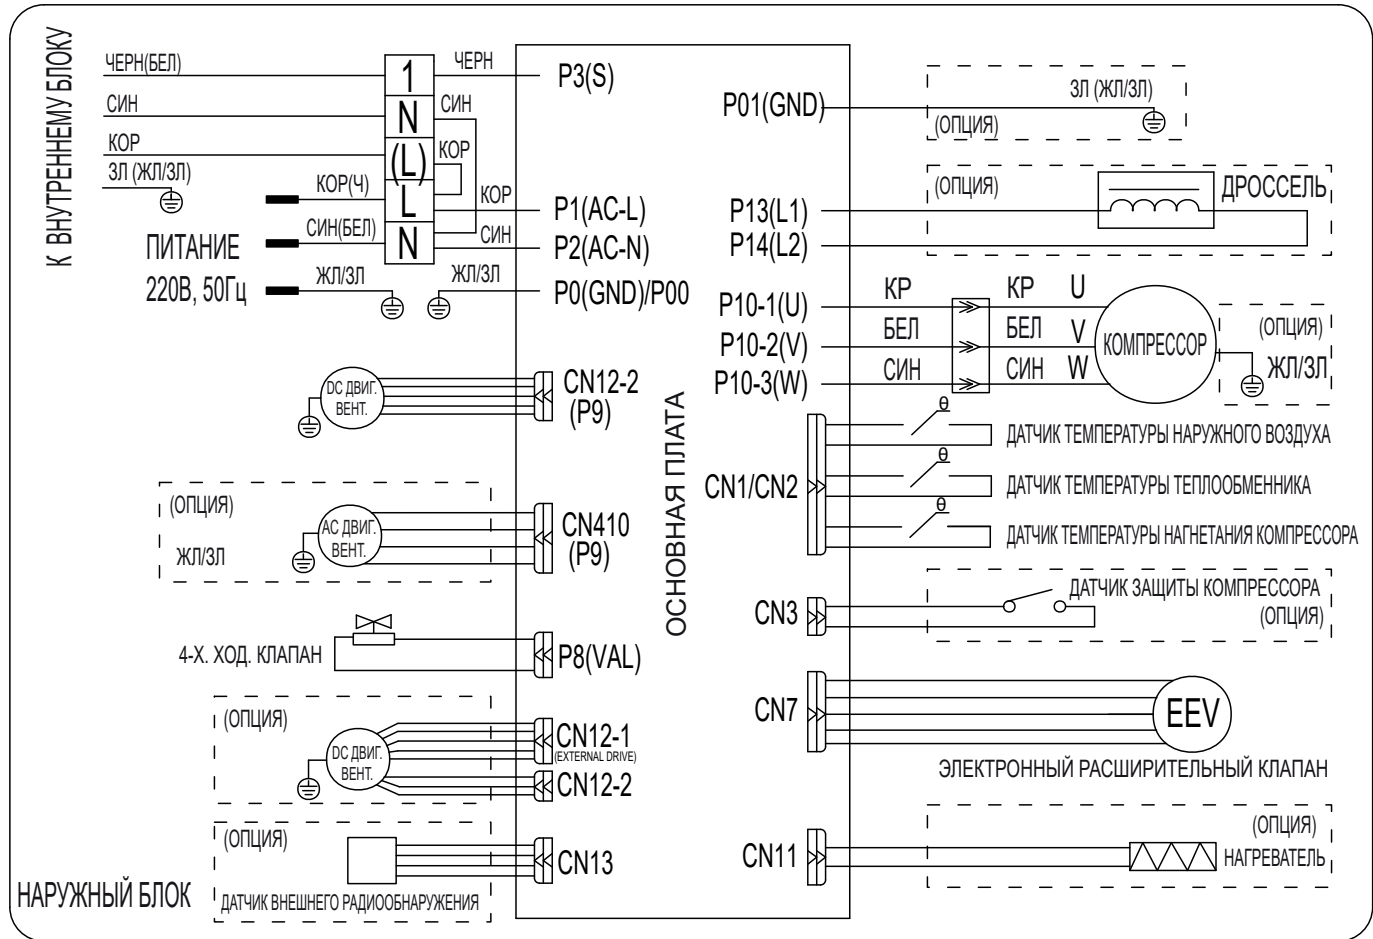 К ВНУТРЕННЕМУ БЛОКУ
ЧЕРН(БЕЛ)
СИН
КОР
ЗЛ (ЖЛ/ЗЛ)
КОР(Ч)
СИН(БЕЛ)
ПИТАНИЕ
220В, 50Гц
ЖЛ/ЗЛ
ЖЛ/ЗЛ
1
N
(L)
L
N
ЧЕРН
СИН
КОР
КОР
СИН
P3(S)
P1(AC-L)
P2(AC-N)
P0(GND)/P00
DC ДВИГ.
ВЕНТ.
CN12-2
(P9)
(ОПЦИЯ)
ЖЛ/ЗЛ
AC ДВИГ.
ВЕНТ.
CN410
(P9)
4-Х. ХОД. КЛАПАН
P8(VAL)
(ОПЦИЯ)
DC ДВИГ.
ВЕНТ.
CN12-1
(EXTERNAL DRIVE)
CN12-2
(ОПЦИЯ)
CN13
ДАТЧИК ВНЕШНЕГО РАДИООБНАРУЖЕНИЯ
НАРУЖНЫЙ БЛОК
ОСНОВНАЯ ПЛАТА
P01(GND)
ЗЛ (ЖЛ/ЗЛ)
(ОПЦИЯ)
(ОПЦИЯ)
ДРОССЕЛЬ
P13(L1)
P14(L2)
P10-1(U)
КР
КР
U
P10-2(V)
БЕЛ
БЕЛ
V
P10-3(W)
СИН
СИН
W
КОМПРЕССОР
(ОПЦИЯ)
ЖЛ/ЗЛ
CN1/CN2
θ
ДАТЧИК ТЕМПЕРАТУРЫ НАРУЖНОГО ВОЗДУХА
θ
ДАТЧИК ТЕМПЕРАТУРЫ ТЕПЛООБМЕННИКА
θ
ДАТЧИК ТЕМПЕРАТУРЫ НАГНЕТАНИЯ КОМПРЕССОРА
CN3
ДАТЧИК ЗАЩИТЫ КОМПРЕССОРА
(ОПЦИЯ)
CN7
EEV
ЭЛЕКТРОННЫЙ РАСШИРИТЕЛЬНЫЙ КЛАПАН
CN11
(ОПЦИЯ)
НАГРЕВАТЕЛЬ